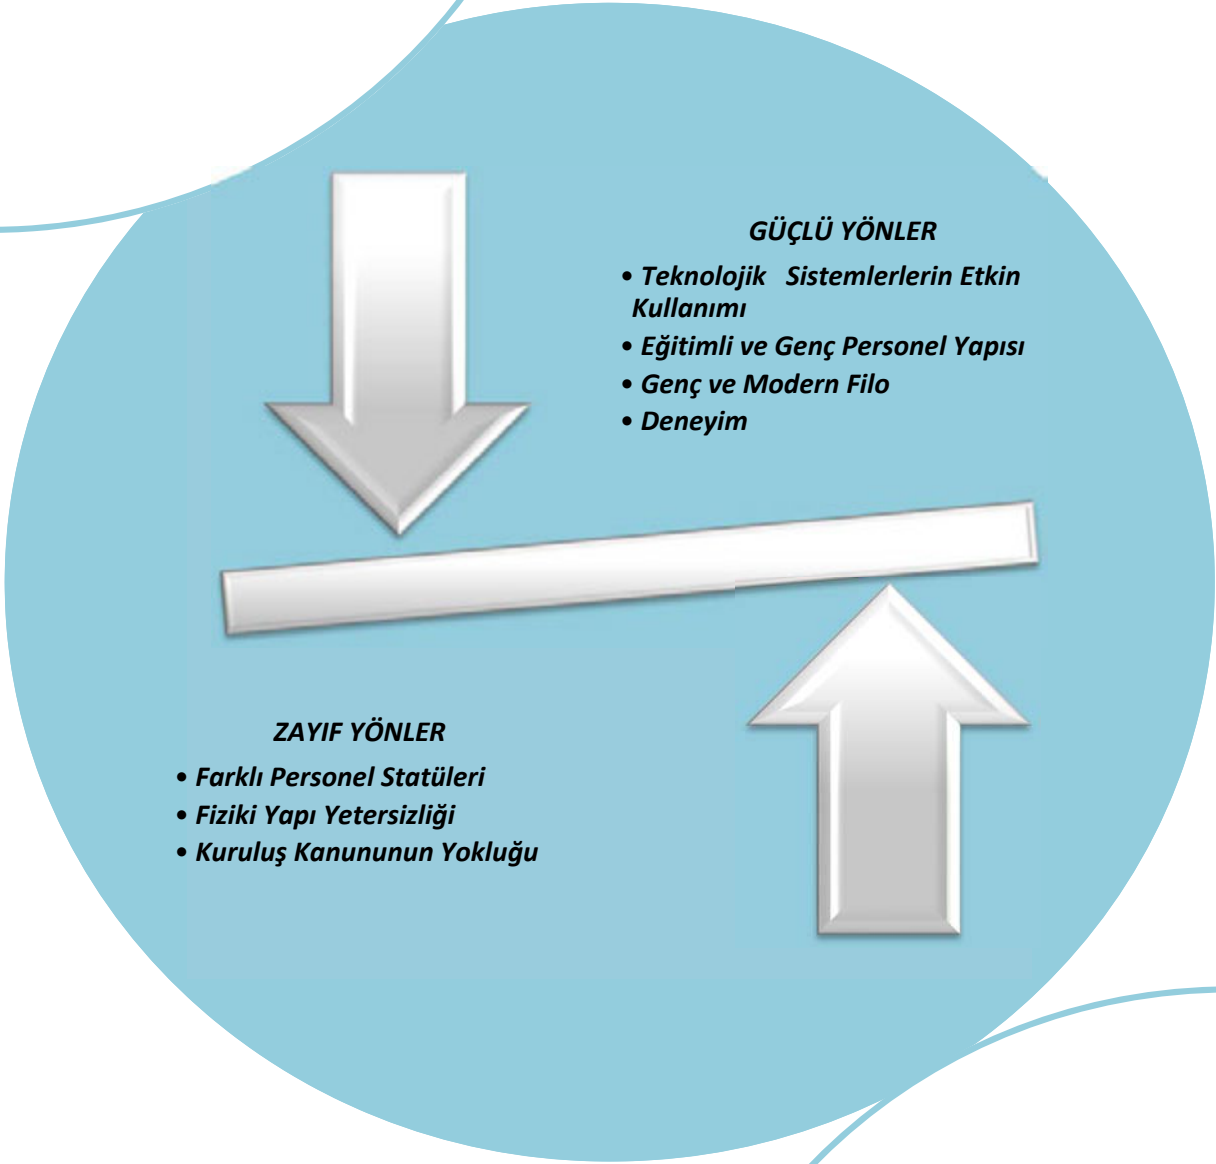 GÜÇLÜ YÖNLER
• Teknolojik Sistemlerlerin Etkin
Kullanımı
• Eğitimli ve Genç Personel Yapısı
• Genç ve Modern Filo
• Deneyim
ZAYIF YÖNLER
• Farklı Personel Statüleri
• Fiziki Yapı Yetersizliği
• Kuruluş Kanununun Yokluğu